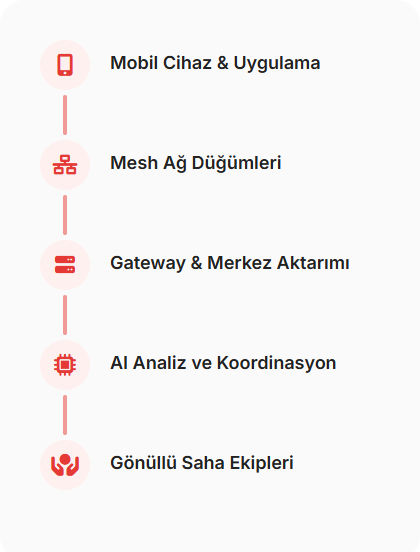 Mobil Cihaz & Uygulama
Mesh Ağ Düğümleri
Gateway & Merkez Aktarımı
AI Analiz ve Koordinasyon
Gönüllü Saha Ekipleri